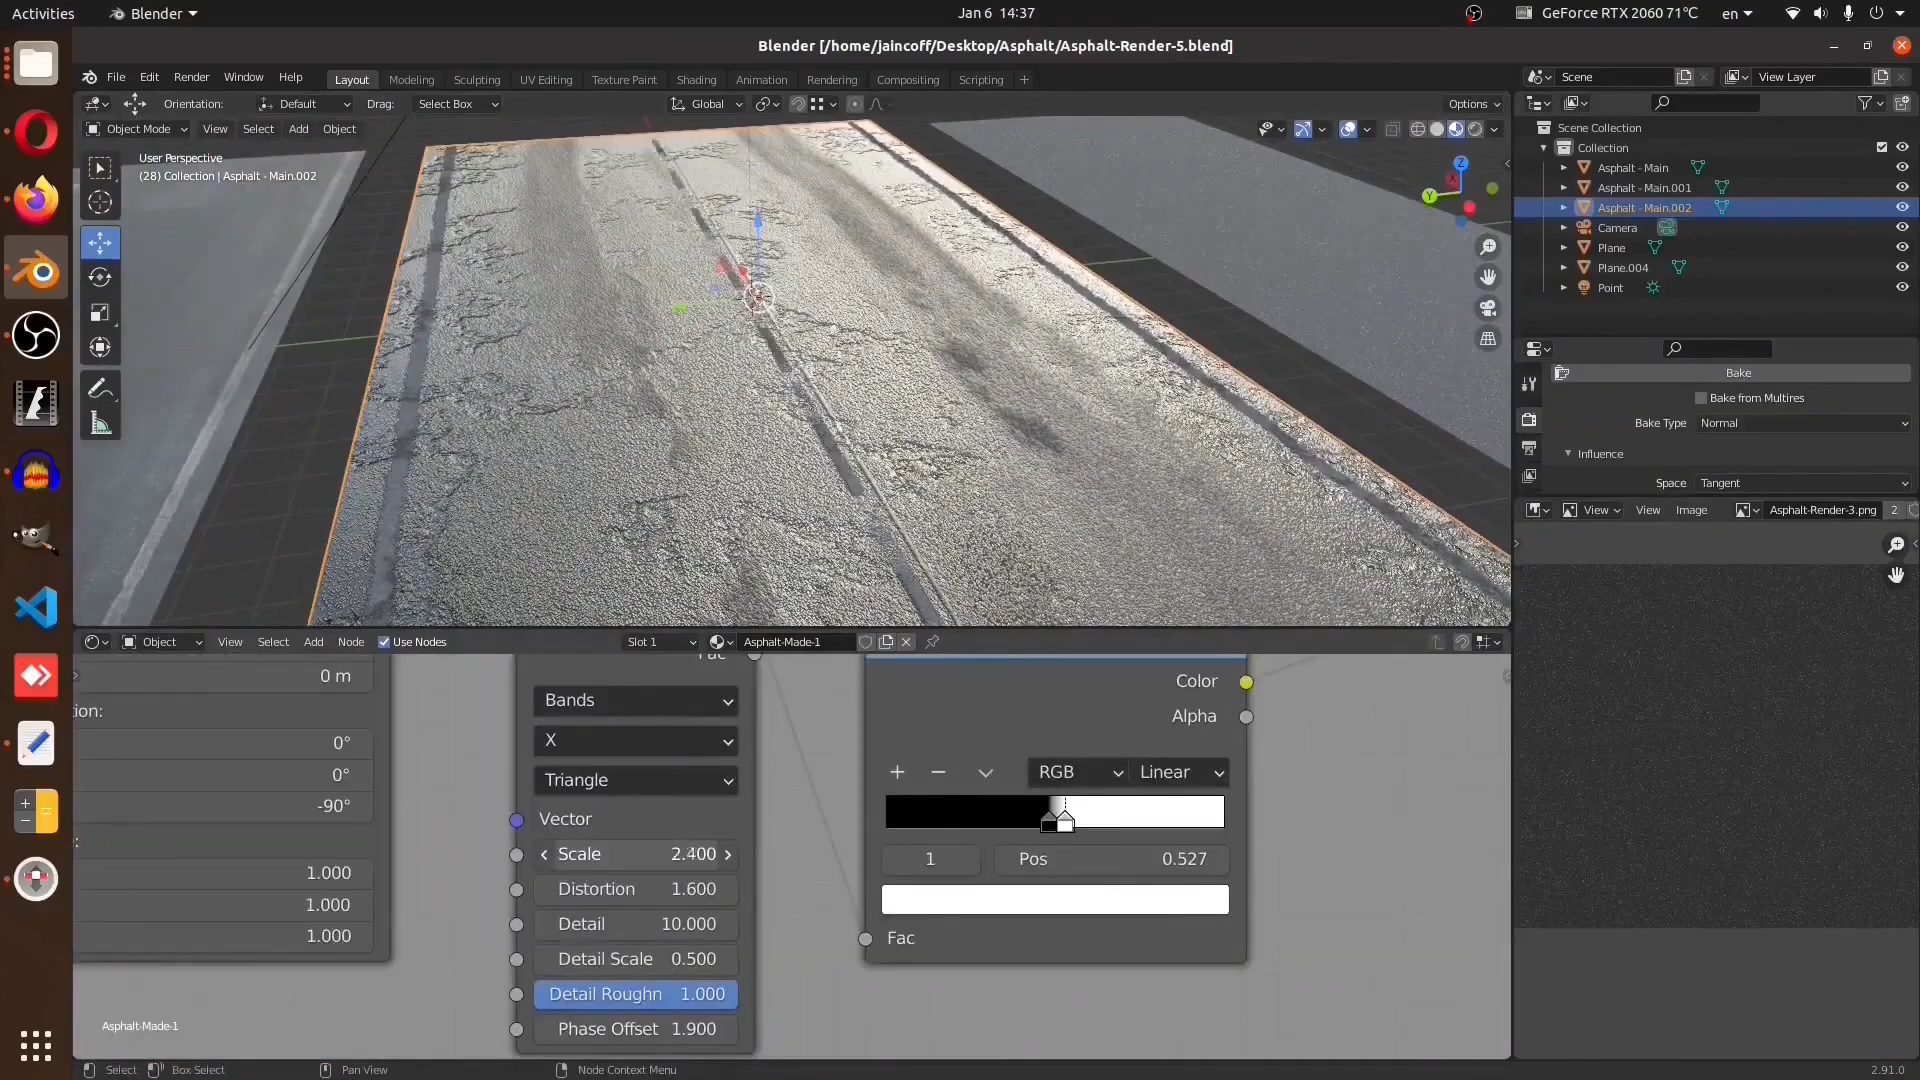 Activities
Blender
Jan 6 14:37
GeForce RTX 2060 71℃
en
Blender [/home/jaincoff/Desktop/Asphalt/Asphalt-Render-5.blend]
File Edit Render Window Help
Layout Modeling Sculpting UV Editing Texture Paint Shading Animation Rendering Compositing Scripting +
Scene
View Layer
Orientation: Default Drag: Select Box
Global
Options
Object Mode View Select Add Object
User Perspective
(28) Collection | Asphalt - Main.002
Z
Y
X
Scene Collection
Collection
Asphalt - Main
Asphalt - Main.001
Asphalt - Main.002
Camera
Plane
Plane.004
Point
Bake
Bake from Multires
Bake Type Normal
Influence
Space Tangent
View View Image Asphalt-Render-3.png 2
Object View Select Add Node Use Nodes Slot 1 Asphalt-Made-1
0 m
tion:
0°
0°
-90°
:
1.000
1.000
1.000
Fac
Bands
X
Triangle
Vector
Scale 2.400
Distortion 1.600
Detail 10.000
Detail Scale 0.500
Detail Roughn 1.000
Phase Offset 1.900
Color
Alpha
+ − RGB Linear
1 Pos 0.527
Fac
Asphalt-Made-1
Select Box Select Pan View Node Context Menu 2.91.0